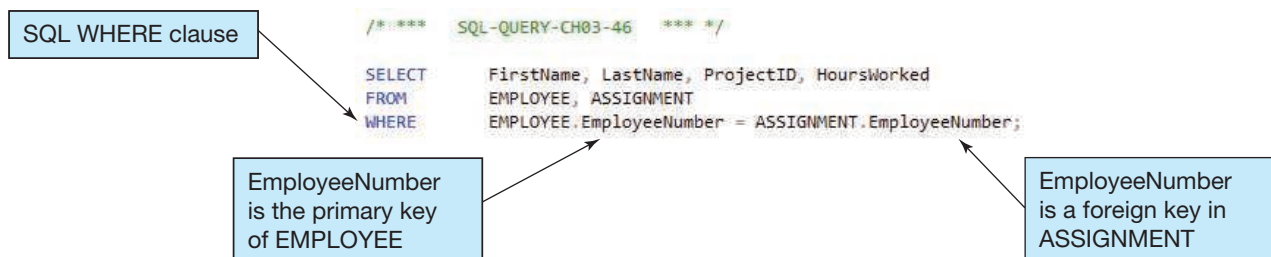 /* *** SQL-QUERY-CH03-46 *** */
SQL WHERE clause
SELECT FirstName, LastName, ProjectID, HoursWorked
FROM EMPLOYEE, ASSIGNMENT
WHERE EMPLOYEE.EmployeeNumber = ASSIGNMENT.EmployeeNumber;
EmployeeNumber
is the primary key
of EMPLOYEE
EmployeeNumber
is a foreign key in
ASSIGNMENT